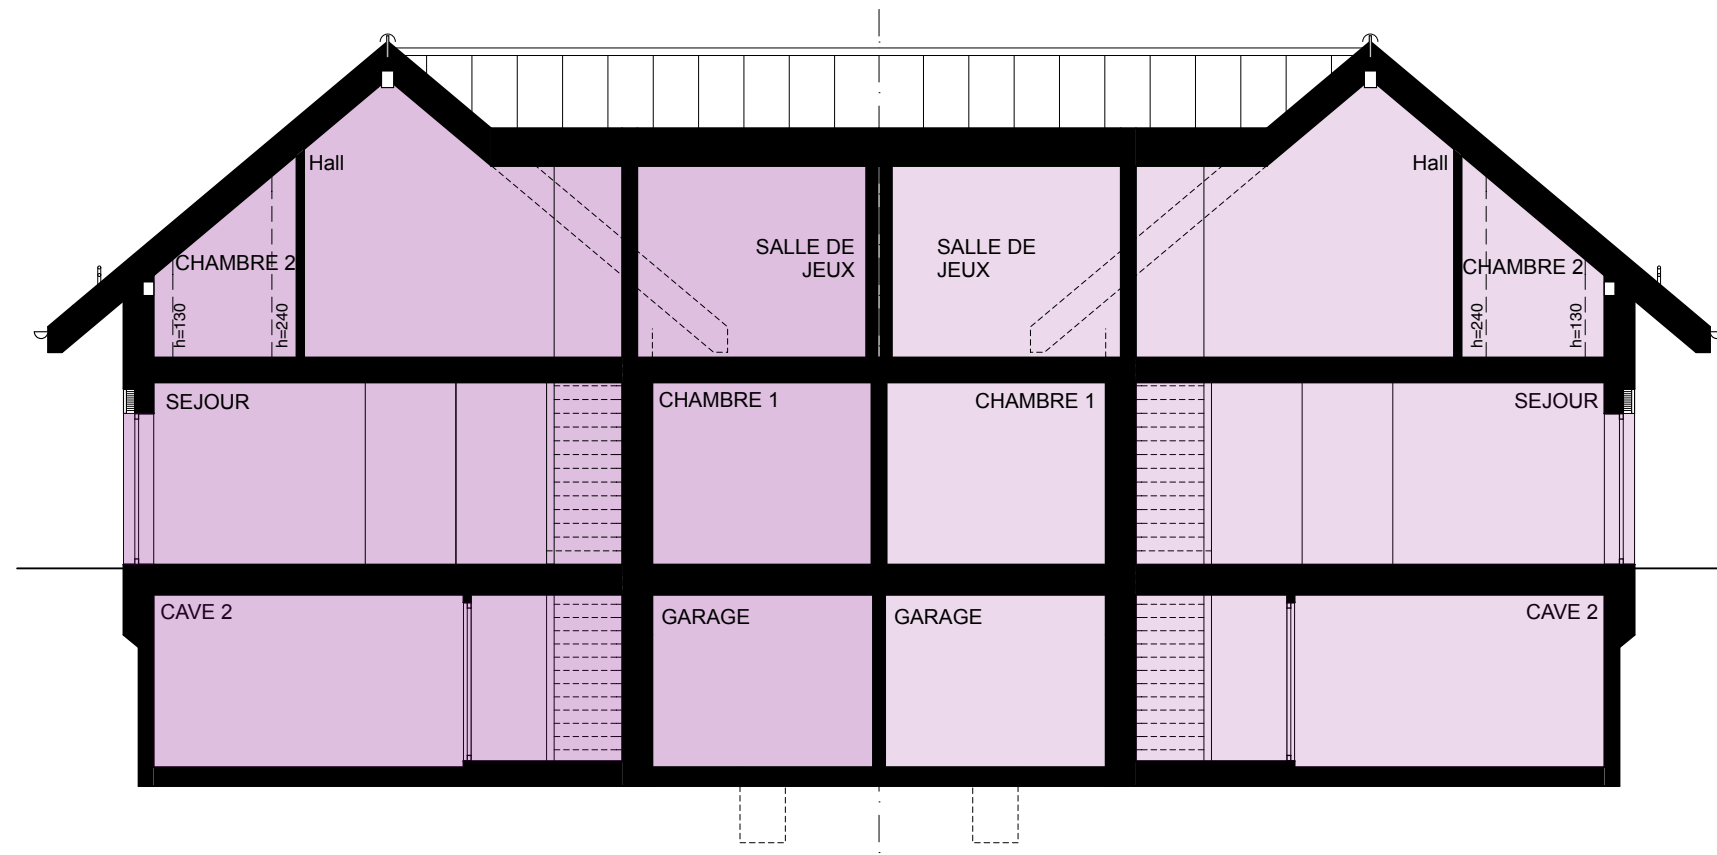 Hall
Hall
SALLE DE
JEUX
SALLE DE
JEUX
CHAMBRE 2
CHAMBRE 2
h=130
h=240
h=240
h=130
SEJOUR
CHAMBRE 1
CHAMBRE 1
SEJOUR
CAVE 2
GARAGE
GARAGE
CAVE 2